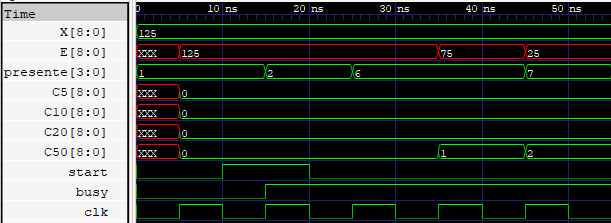 Time 0 10 ns 20 ns 30 ns 40 ns 50 ns
X[8:0] 125
E[8:0] XXX 125 75 25
presente[3:0] 1 2 6 7
C5[8:0] XXX 0
C10[8:0] XXX 0
C20[8:0] XXX 0
C50[8:0] XXX 0 1 2
start
busy
clk